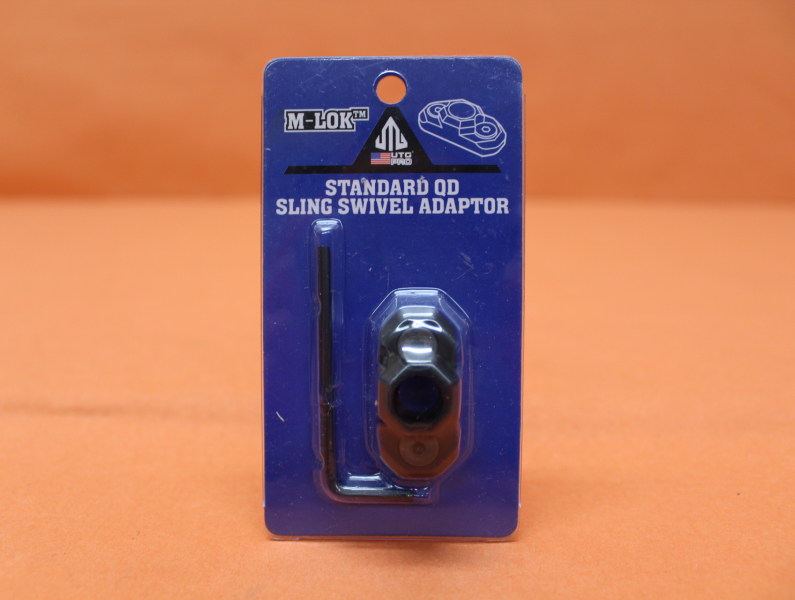 M-LOK™
UTG®
PRO
STANDARD QD
SLING SWIVEL ADAPTOR